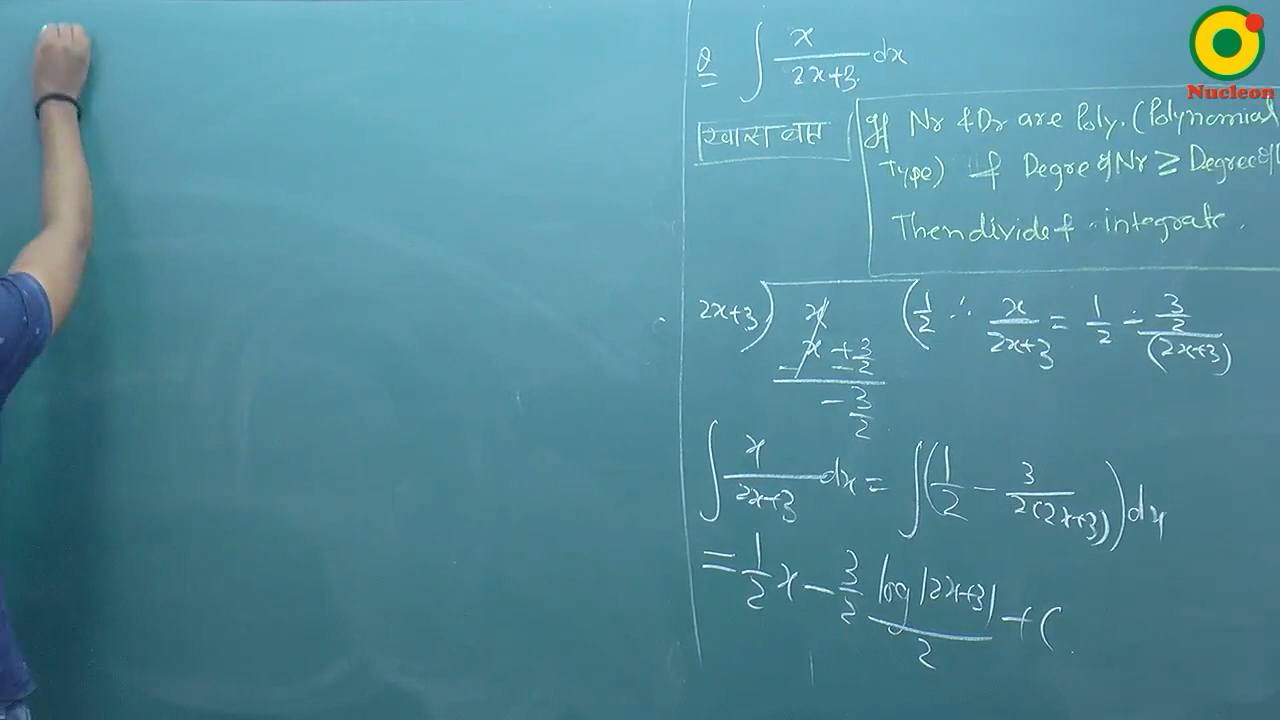 Q ∫ x/(2x+3) dx
Nucleon
खास बात
If Nr & Dr are Poly. (Polynomial
Type) & Degree of Nr ≥ Degree of D
Then divide & integrate.
2x+3) x (1/2 ∴ x/(2x+3) = 1/2 - (3/2)/(2x+3)
x + 3/2
- -
- 3/2
∫ x/(2x+3) dx = ∫ (1/2 - 3/(2(2x+3))) dx
= 1/2 x - 3/2 log|2x+3|/2 + C